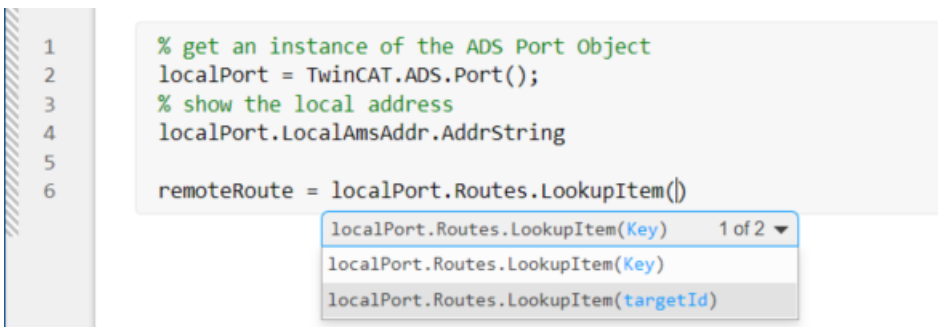 1 % get an instance of the ADS Port Object
2 localPort = TwinCAT.ADS.Port();
3 % show the local address
4 localPort.LocalAmsAddr.AddrString
5
6 remoteRoute = localPort.Routes.LookupItem()
localPort.Routes.LookupItem(Key) 1 of 2 ▼
localPort.Routes.LookupItem(Key)
localPort.Routes.LookupItem(targetId)